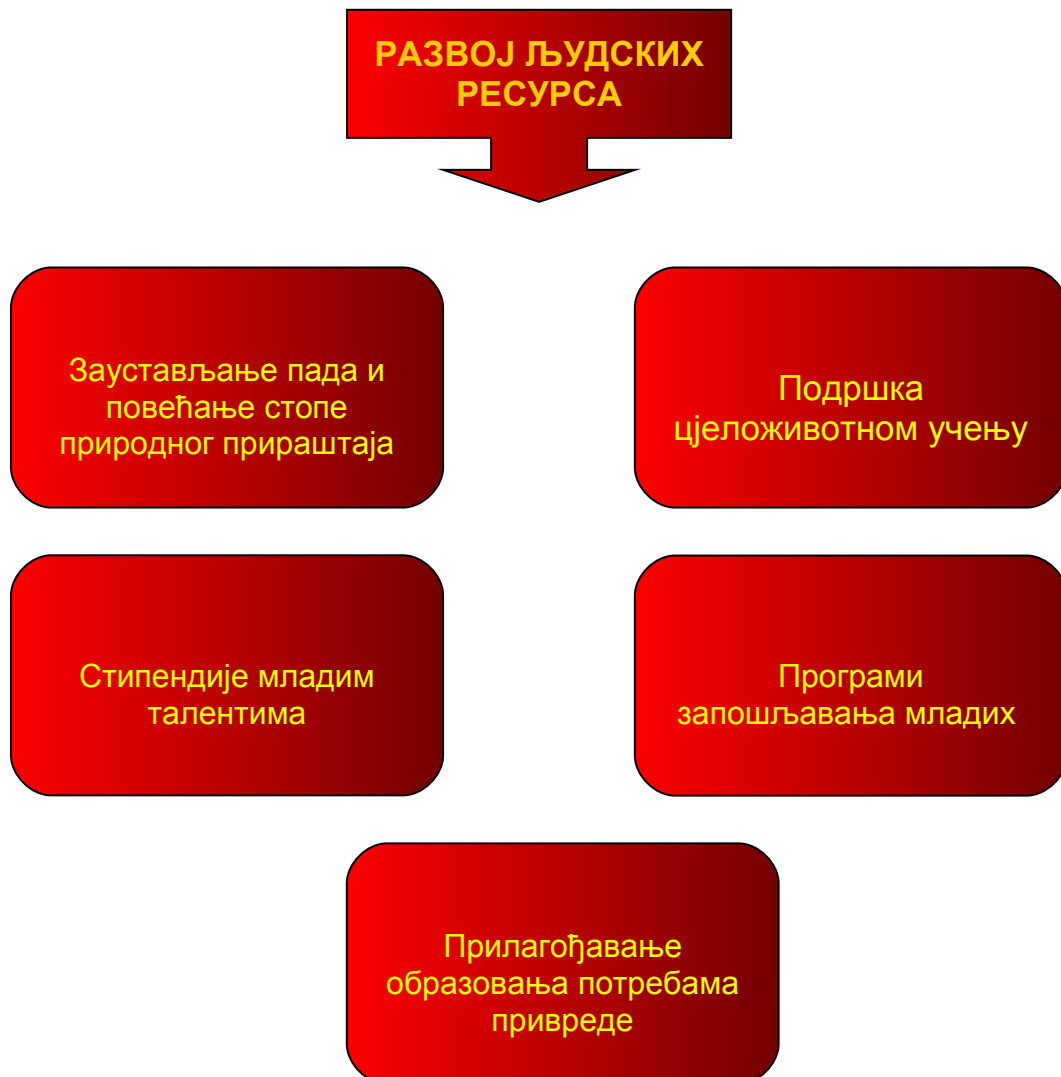 РАЗВОЈ ЉУДСКИХ
РЕСУРСА
Заустављање пада и
повећање стопе
природног прираштаја
Подршка
цјеложивотном учењу
Стипендије младим
талентима
Програми
запошљавања младих
Прилагођавање
образовања потребама
привреде